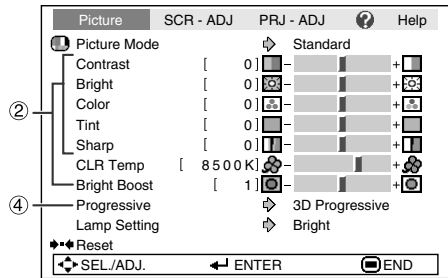 Picture SCR - ADJ PRJ - ADJ ? Help
Picture Mode Standard
Contrast [ 0] - +
Bright [ 0] - +
② Color [ 0] - +
Tint [ 0] - +
Sharp [ 0] - +
CLR Temp [ 8500K] - +
Bright Boost [ 1] - +
④ Progressive 3D Progressive
Lamp Setting Bright
Reset
SEL./ADJ. ENTER END